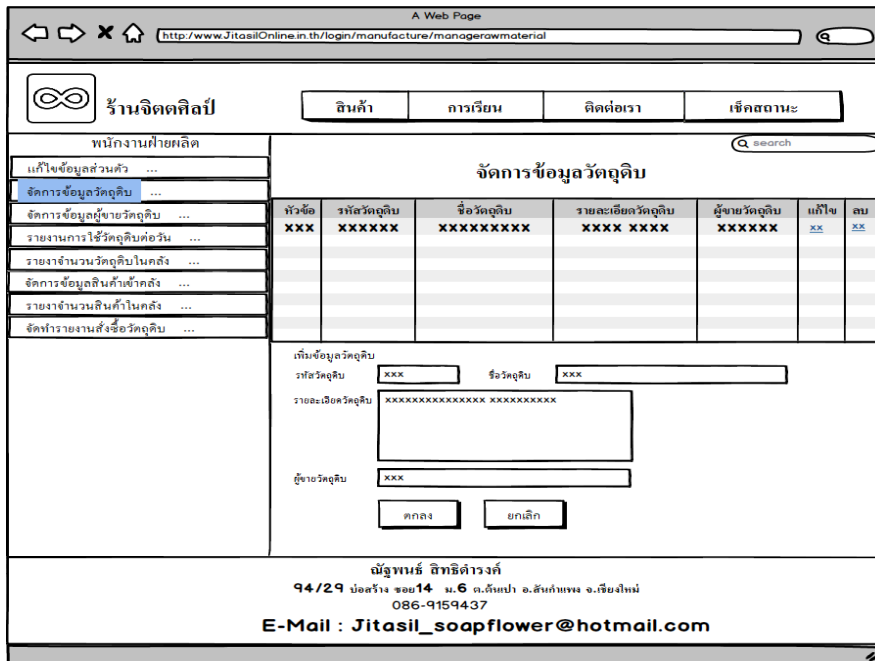 A Web Page
http:/www.JitasilOnline.in.th/login/manufacture/managerawmaterial
ร้านจิตตศิลป์
สินค้า การเรียน ติดต่อเรา เช็คสถานะ
พนักงานฝ่ายผลิต
search
แก้ไขข้อมูลส่วนตัว ...
จัดการข้อมูลวัตถุดิบ
จัดการข้อมูลวัตถุดิบ ...
จัดการข้อมูลผู้ขายวัตถุดิบ ...
รายงานการใช้วัตถุดิบต่อวัน ...
รายงาจำนวนวัตถุดิบในคลัง ...
จัดการข้อมูลสินค้าเข้าคลัง ...
รายงาจำนวนสินค้าในคลัง ...
จัดทำรายงานสั่งซื้อวัตถุดิบ ...
หัวข้อ รหัสวัตถุดิบ ชื่อวัตถุดิบ รายละเอียดวัตถุดิบ ผู้ขายวัตถุดิบ แก้ไข ลบ
xxx xxxxxx xxxxxxxxx xxxx xxxx xxxxxx xx xx
เพิ่มข้อมูลวัตถุดิบ
รหัสวัตถุดิบ xxx ชื่อวัตถุดิบ xxx
รายละเอียดวัตถุดิบ xxxxxxxxxxxxxxx xxxxxxxxxx
ผู้ขายวัตถุดิบ xxx
ตกลง ยกเลิก
ณัฐพนธ์ สิทธิดำรงค์
94/29 บ่อสร้าง ซอย14 ม.6 ต.ต้นเปา อ.สันกำแพง จ.เชียงใหม่
086-9159437
E-Mail : Jitasil_soapflower@hotmail.com